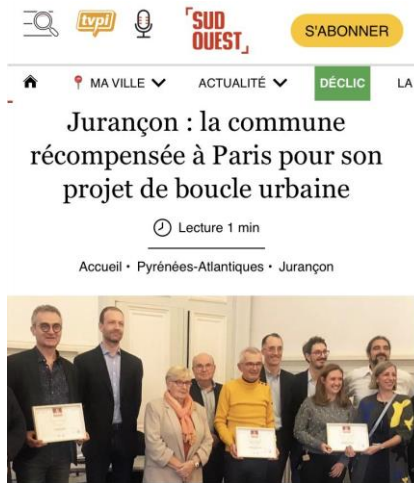 tvpi
SUD
OUEST
S'ABONNER
MA VILLE
ACTUALITÉ
DÉCLIC
LA
Jurançon : la commune
récompensée à Paris pour son
projet de boucle urbaine
Lecture 1 min
Accueil • Pyrénées-Atlantiques • Jurançon